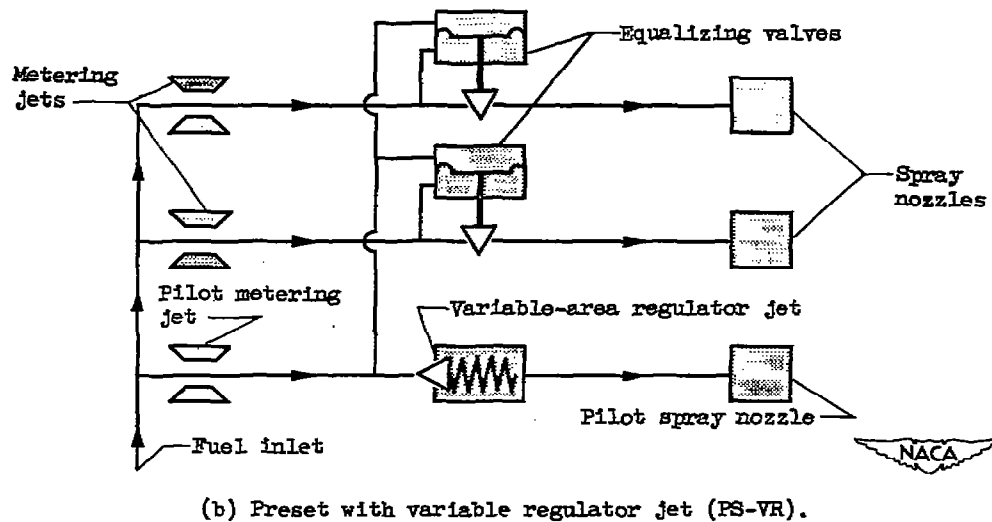 Equalizing valves
Metering
jets
Spray
nozzles
Pilot metering
jet
Variable-area regulator jet
Pilot spray nozzle
Fuel inlet
NACA
(b) Preset with variable regulator jet (PS-VR).